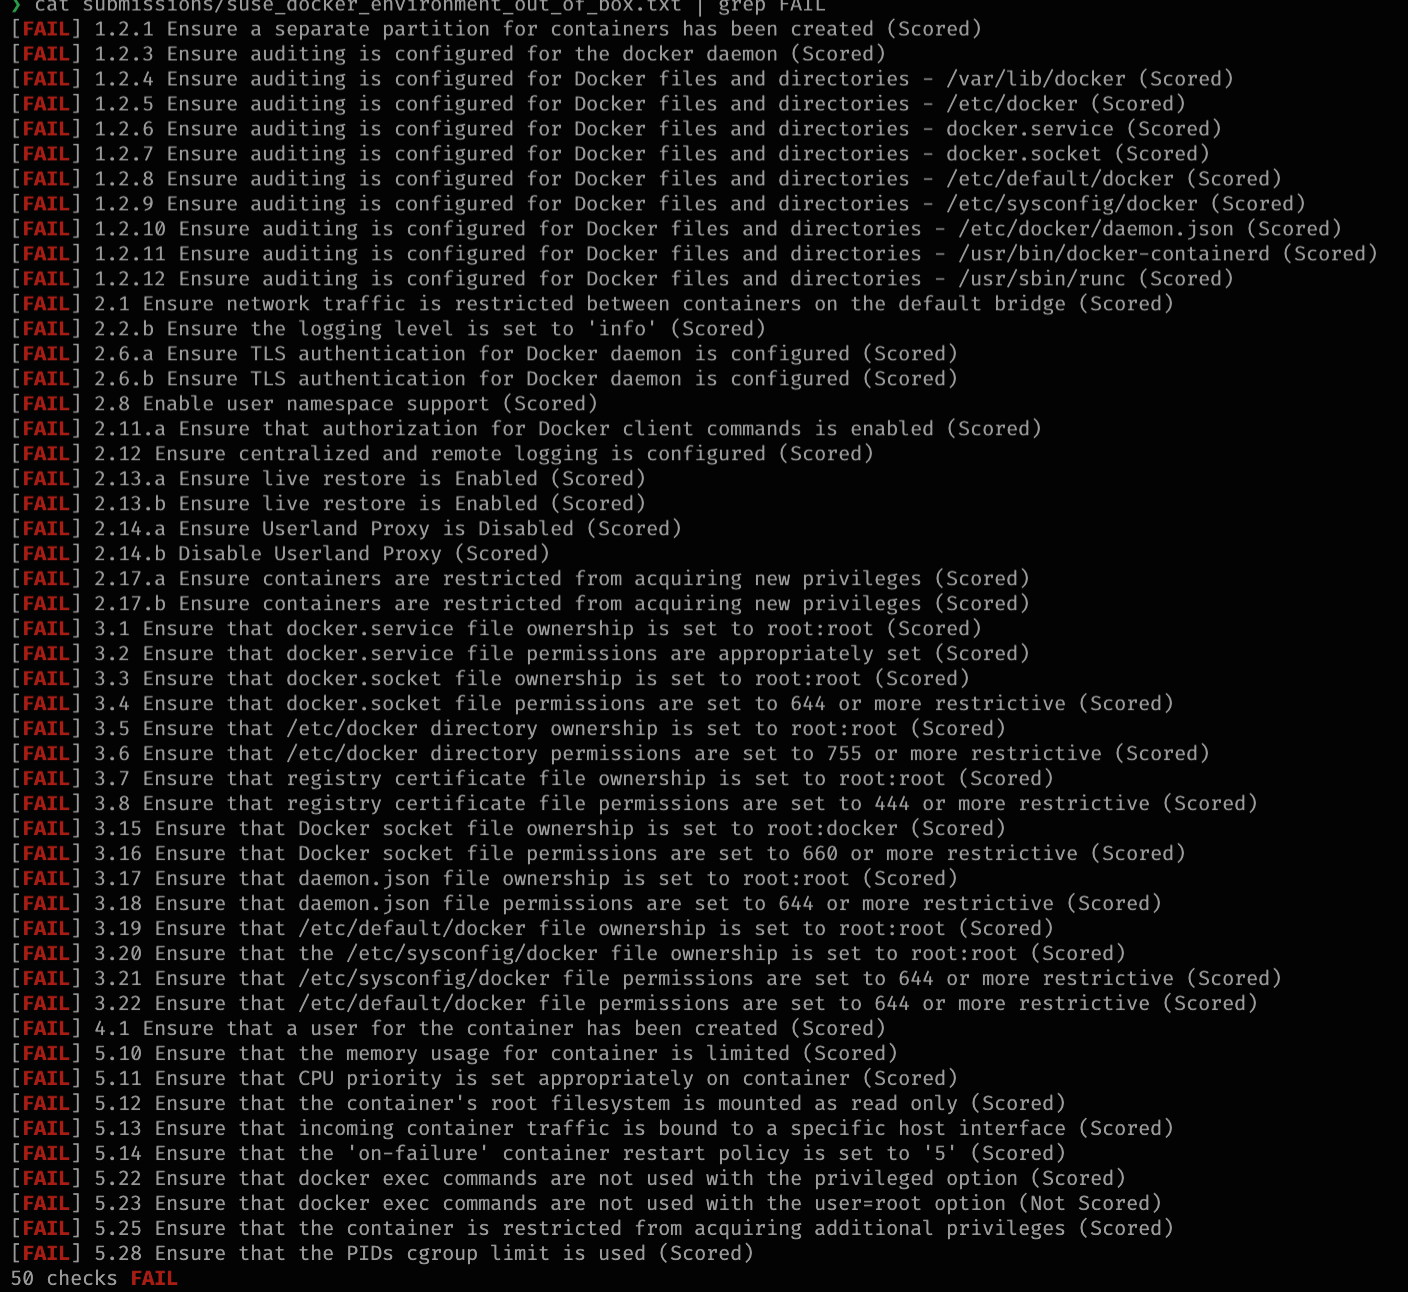 ❯ cat submissions/suse_docker_environment_out_of_box.txt | grep FAIL
[FAIL] 1.2.1 Ensure a separate partition for containers has been created (Scored)
[FAIL] 1.2.3 Ensure auditing is configured for the docker daemon (Scored)
[FAIL] 1.2.4 Ensure auditing is configured for Docker files and directories - /var/lib/docker (Scored)
[FAIL] 1.2.5 Ensure auditing is configured for Docker files and directories - /etc/docker (Scored)
[FAIL] 1.2.6 Ensure auditing is configured for Docker files and directories - docker.service (Scored)
[FAIL] 1.2.7 Ensure auditing is configured for Docker files and directories - docker.socket (Scored)
[FAIL] 1.2.8 Ensure auditing is configured for Docker files and directories - /etc/default/docker (Scored)
[FAIL] 1.2.9 Ensure auditing is configured for Docker files and directories - /etc/sysconfig/docker (Scored)
[FAIL] 1.2.10 Ensure auditing is configured for Docker files and directories - /etc/docker/daemon.json (Scored)
[FAIL] 1.2.11 Ensure auditing is configured for Docker files and directories - /usr/bin/docker-containerd (Scored)
[FAIL] 1.2.12 Ensure auditing is configured for Docker files and directories - /usr/sbin/runc (Scored)
[FAIL] 2.1 Ensure network traffic is restricted between containers on the default bridge (Scored)
[FAIL] 2.2.b Ensure the logging level is set to 'info' (Scored)
[FAIL] 2.6.a Ensure TLS authentication for Docker daemon is configured (Scored)
[FAIL] 2.6.b Ensure TLS authentication for Docker daemon is configured (Scored)
[FAIL] 2.8 Enable user namespace support (Scored)
[FAIL] 2.11.a Ensure that authorization for Docker client commands is enabled (Scored)
[FAIL] 2.12 Ensure centralized and remote logging is configured (Scored)
[FAIL] 2.13.a Ensure live restore is Enabled (Scored)
[FAIL] 2.13.b Ensure live restore is Enabled (Scored)
[FAIL] 2.14.a Ensure Userland Proxy is Disabled (Scored)
[FAIL] 2.14.b Disable Userland Proxy (Scored)
[FAIL] 2.17.a Ensure containers are restricted from acquiring new privileges (Scored)
[FAIL] 2.17.b Ensure containers are restricted from acquiring new privileges (Scored)
[FAIL] 3.1 Ensure that docker.service file ownership is set to root:root (Scored)
[FAIL] 3.2 Ensure that docker.service file permissions are appropriately set (Scored)
[FAIL] 3.3 Ensure that docker.socket file ownership is set to root:root (Scored)
[FAIL] 3.4 Ensure that docker.socket file permissions are set to 644 or more restrictive (Scored)
[FAIL] 3.5 Ensure that /etc/docker directory ownership is set to root:root (Scored)
[FAIL] 3.6 Ensure that /etc/docker directory permissions are set to 755 or more restrictive (Scored)
[FAIL] 3.7 Ensure that registry certificate file ownership is set to root:root (Scored)
[FAIL] 3.8 Ensure that registry certificate file permissions are set to 444 or more restrictive (Scored)
[FAIL] 3.15 Ensure that Docker socket file ownership is set to root:docker (Scored)
[FAIL] 3.16 Ensure that Docker socket file permissions are set to 660 or more restrictive (Scored)
[FAIL] 3.17 Ensure that daemon.json file ownership is set to root:root (Scored)
[FAIL] 3.18 Ensure that daemon.json file permissions are set to 644 or more restrictive (Scored)
[FAIL] 3.19 Ensure that /etc/default/docker file ownership is set to root:root (Scored)
[FAIL] 3.20 Ensure that the /etc/sysconfig/docker file ownership is set to root:root (Scored)
[FAIL] 3.21 Ensure that /etc/sysconfig/docker file permissions are set to 644 or more restrictive (Scored)
[FAIL] 3.22 Ensure that /etc/default/docker file permissions are set to 644 or more restrictive (Scored)
[FAIL] 4.1 Ensure that a user for the container has been created (Scored)
[FAIL] 5.10 Ensure that the memory usage for container is limited (Scored)
[FAIL] 5.11 Ensure that CPU priority is set appropriately on container (Scored)
[FAIL] 5.12 Ensure that the container's root filesystem is mounted as read only (Scored)
[FAIL] 5.13 Ensure that incoming container traffic is bound to a specific host interface (Scored)
[FAIL] 5.14 Ensure that the 'on-failure' container restart policy is set to '5' (Scored)
[FAIL] 5.22 Ensure that docker exec commands are not used with the privileged option (Scored)
[FAIL] 5.23 Ensure that docker exec commands are not used with the user=root option (Not Scored)
[FAIL] 5.25 Ensure that the container is restricted from acquiring additional privileges (Scored)
[FAIL] 5.28 Ensure that the PIDs cgroup limit is used (Scored)
50 checks FAIL